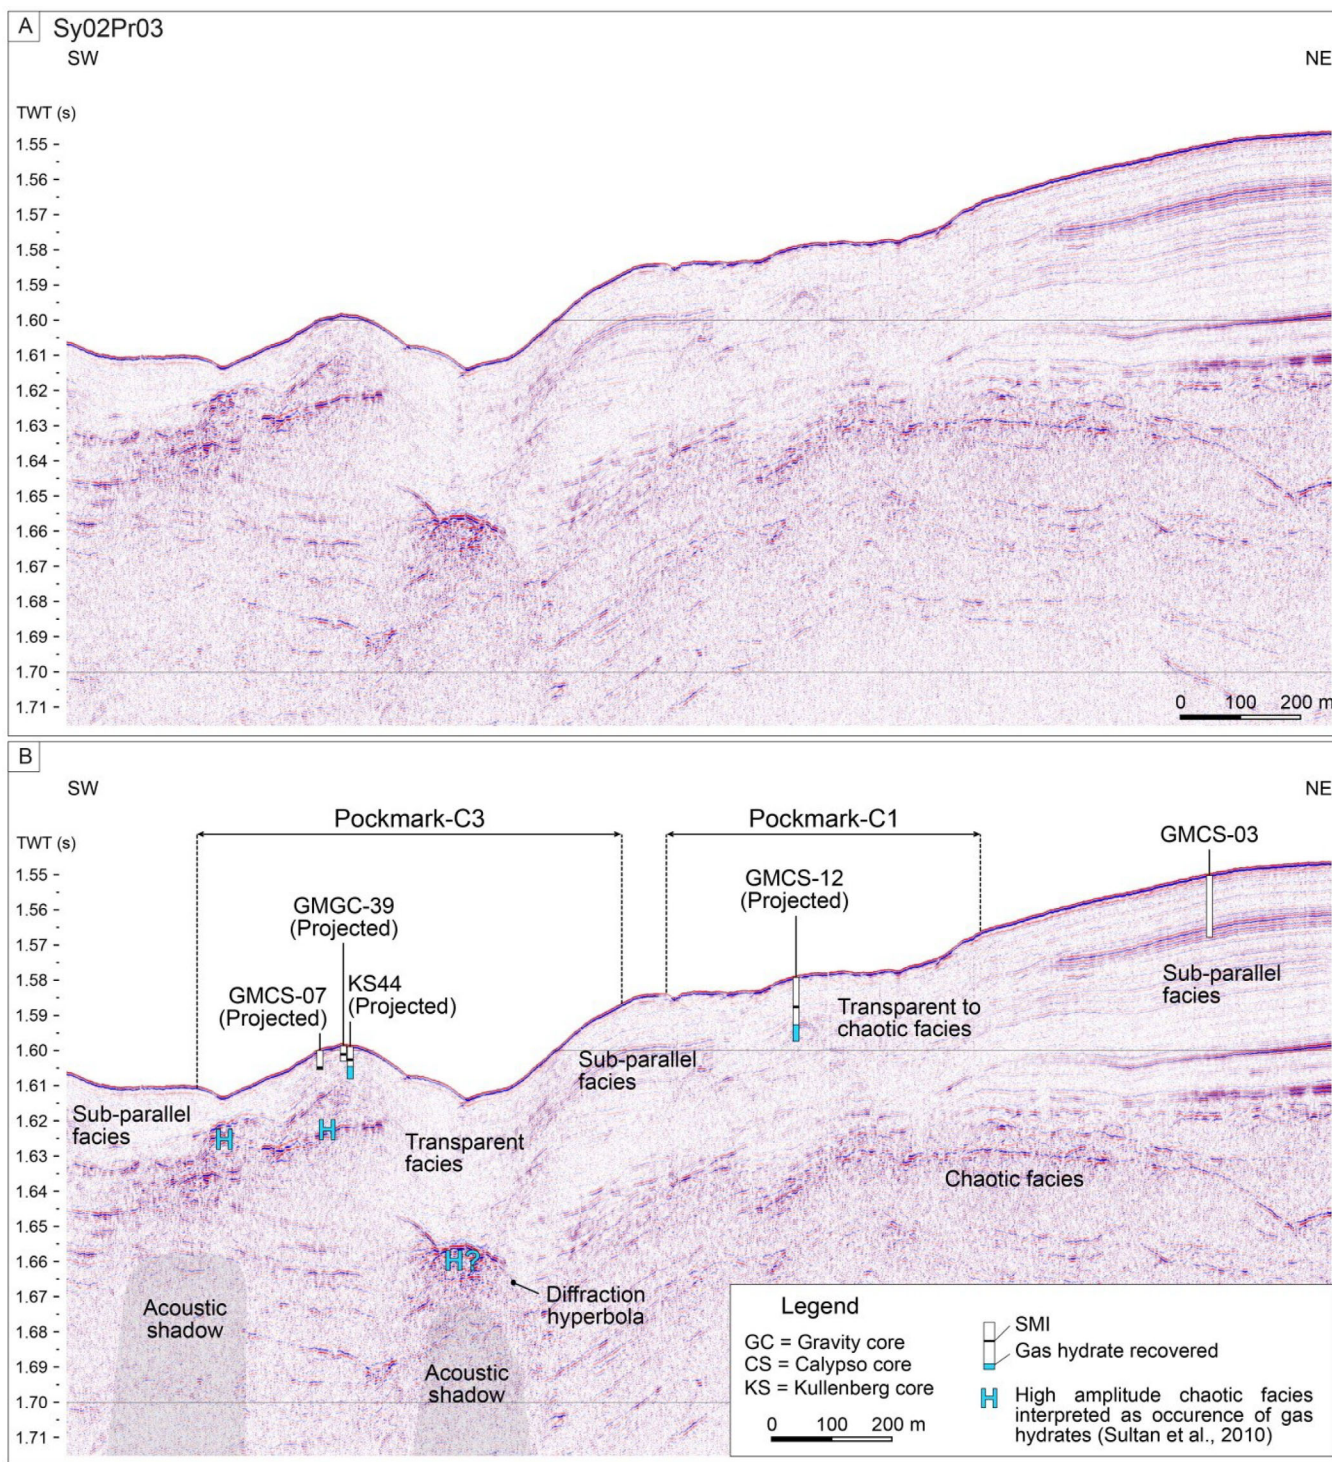 A Sy02Pr03
SW NE
TWT (s)
1.55
1.56
1.57
1.58
1.59
1.60
1.61
1.62
1.63
1.64
1.65
1.66
1.67
1.68
1.69
1.70
1.71
0 100 200 m
B
SW NE
Pockmark-C3 Pockmark-C1
TWT (s)
GMCS-03
1.55
1.56
1.57
1.58
1.59
1.60
1.61
1.62
1.63
1.64
1.65
1.66
1.67
1.68
1.69
1.70
1.71
GMGC-39
(Projected)
GMCS-12
(Projected)
GMCS-07
(Projected)
KS44
(Projected)
Sub-parallel
facies
Transparent to
chaotic facies
Sub-parallel
facies
Sub-parallel
facies
H
H
Transparent
facies
Chaotic facies
H?
Diffraction
hyperbola
Acoustic
shadow
Acoustic
shadow
Legend
GC = Gravity core
CS = Calypso core
KS = Kullenberg core
0 100 200 m
SMI
Gas hydrate recovered
H High amplitude chaotic facies
interpreted as occurence of gas
hydrates (Sultan et al., 2010)